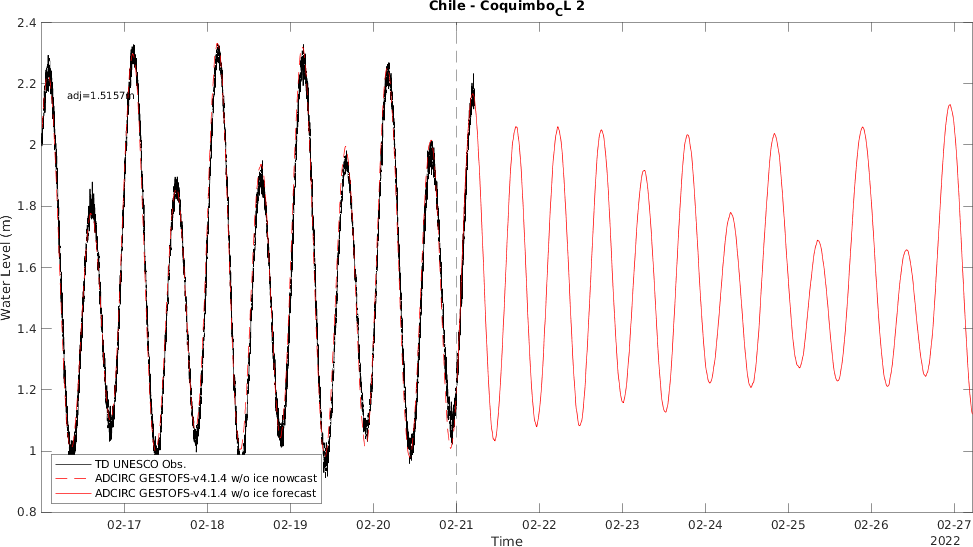 Chile - Coquimbo_CL 2
2.4
2.2
2
1.8
1.6
1.4
1.2
1
0.8
Water Level (m)
adj=1.5157m
TD UNESCO Obs.
ADCIRC GESTOFS-v4.1.4 w/o ice nowcast
ADCIRC GESTOFS-v4.1.4 w/o ice forecast
02-17 02-18 02-19 02-20 02-21 02-22 02-23 02-24 02-25 02-26 02-27
Time
2022